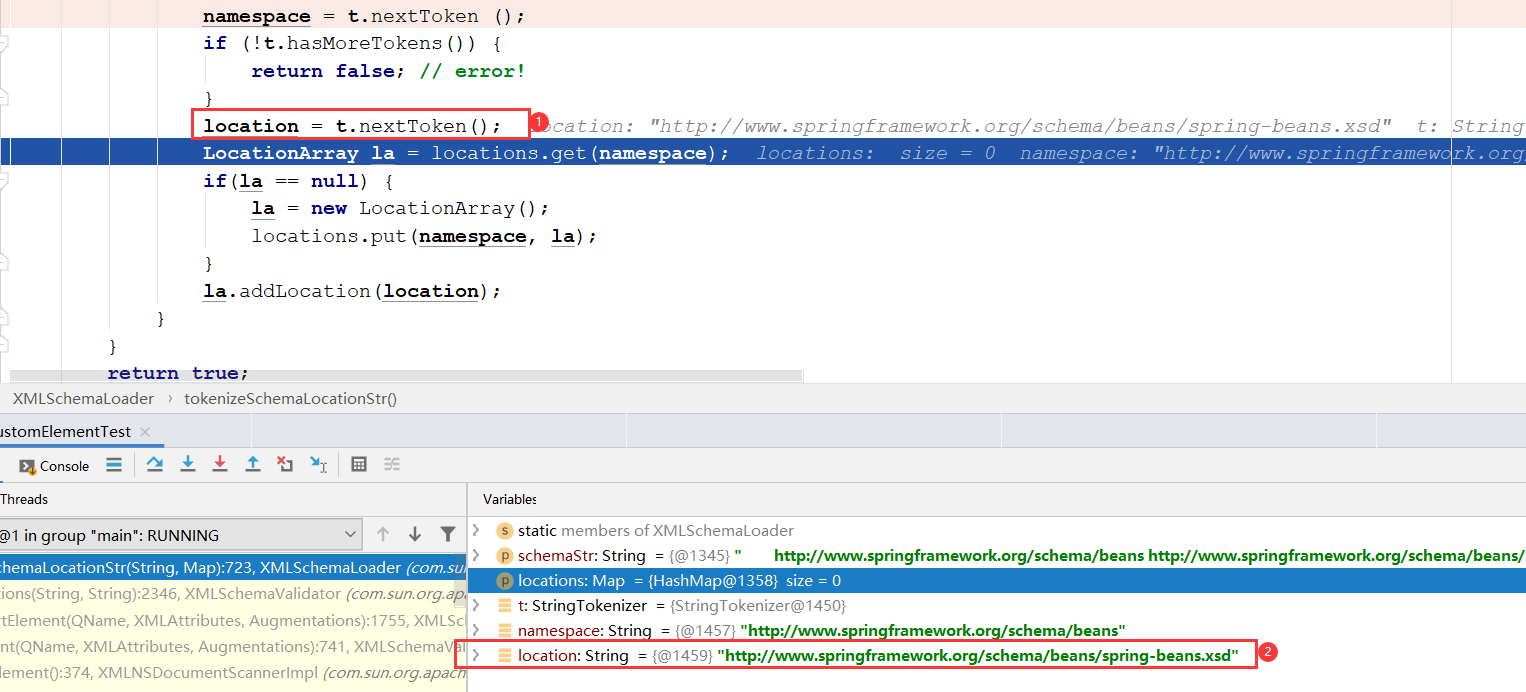 namespace = t.nextToken ();
if (!t.hasMoreTokens()) {
return false; // error!
}
location = t.nextToken(); 1 location: "http://www.springframework.org/schema/beans/spring-beans.xsd" t: String
LocationArray la = locations.get(namespace); locations: size = 0 namespace: "http://www.springframework.org
if(la == null) {
la = new LocationArray();
locations.put(namespace, la);
}
la.addLocation(location);
}
}
return true;
XMLSchemaLoader › tokenizeSchemaLocationStr()
ustomElementTest ×
Console
Threads
Variables
@1 in group "main": RUNNING
s static members of XMLSchemaLoader
p schemaStr: String = {@1345} " http://www.springframework.org/schema/beans http://www.springframework.org/schema/beans/
hemaLocationStr(String, Map):723, XMLSchemaLoader (com.su
p locations: Map = {HashMap@1358} size = 0
tions(String, String):2346, XMLSchemaValidator (com.sun.org.apa
t: StringTokenizer = {StringTokenizer@1450}
rtElement(QName, XMLAttributes, Augmentations):1755, XMLSch
namespace: String = {@1457} "http://www.springframework.org/schema/beans"
nt(QName, XMLAttributes, Augmentations):741, XMLSchemaVal
location: String = {@1459} "http://www.springframework.org/schema/beans/spring-beans.xsd" 2
lement():374, XMLNSDocumentScannerImpl (com.sun.org.apach